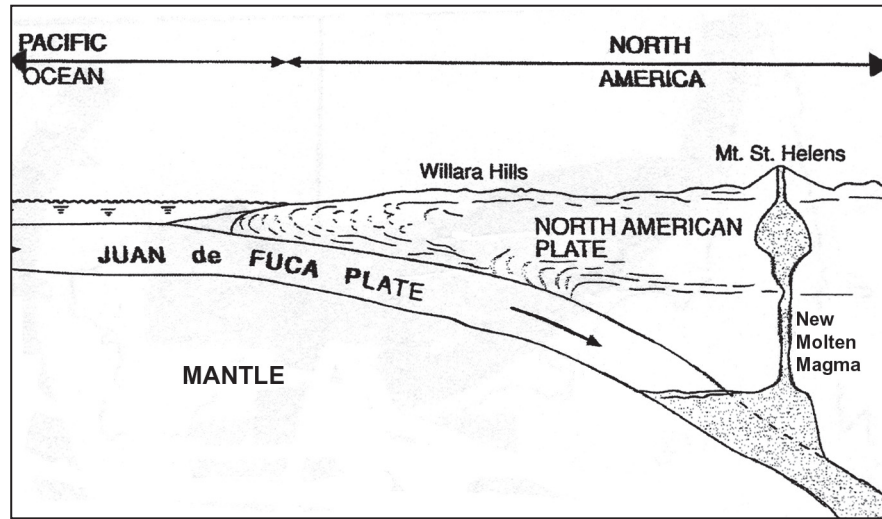 PACIFIC
OCEAN
NORTH
AMERICA
Willara Hills
Mt. St. Helens
NORTH AMERICAN
PLATE
JUAN de FUCA PLATE
New
Molten
Magma
MANTLE